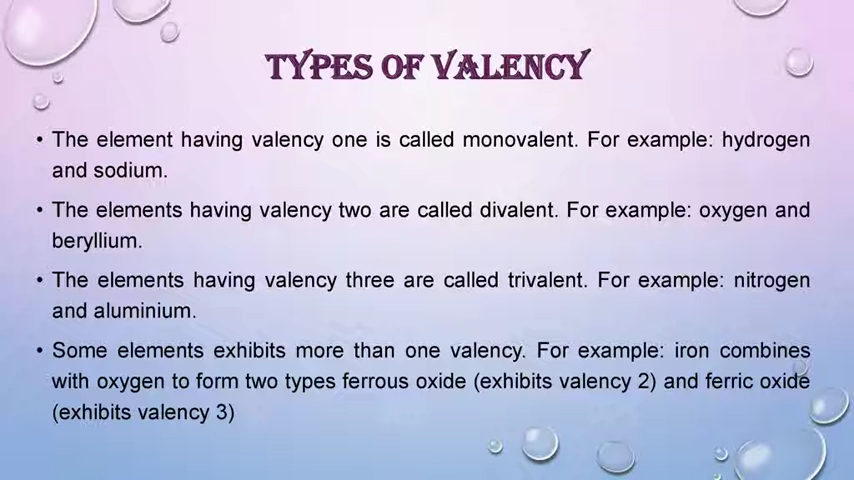 TYPES OF VALENCY
• The element having valency one is called monovalent. For example: hydrogen
and sodium.
• The elements having valency two are called divalent. For example: oxygen and
beryllium.
• The elements having valency three are called trivalent. For example: nitrogen
and aluminium.
• Some elements exhibits more than one valency. For example: iron combines
with oxygen to form two types ferrous oxide (exhibits valency 2) and ferric oxide
(exhibits valency 3)